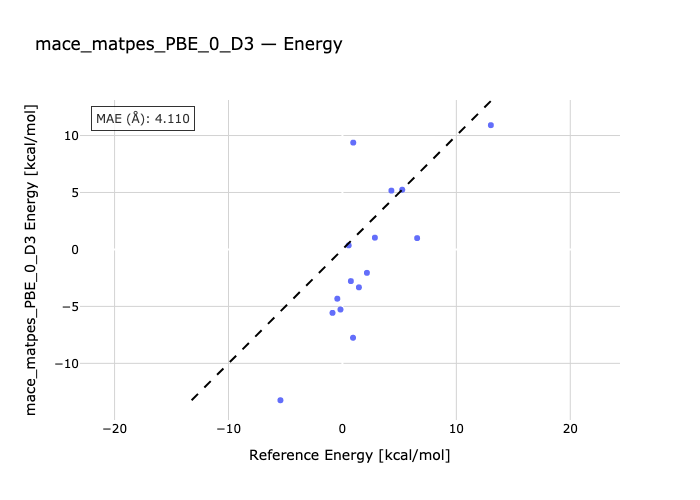 mace_matpes_PBE_0_D3 — Energy
MAE (Å): 4.110
mace_matpes_PBE_0_D3 Energy [kcal/mol]
10
5
0
−5
−10
−20
−10
0
10
20
Reference Energy [kcal/mol]